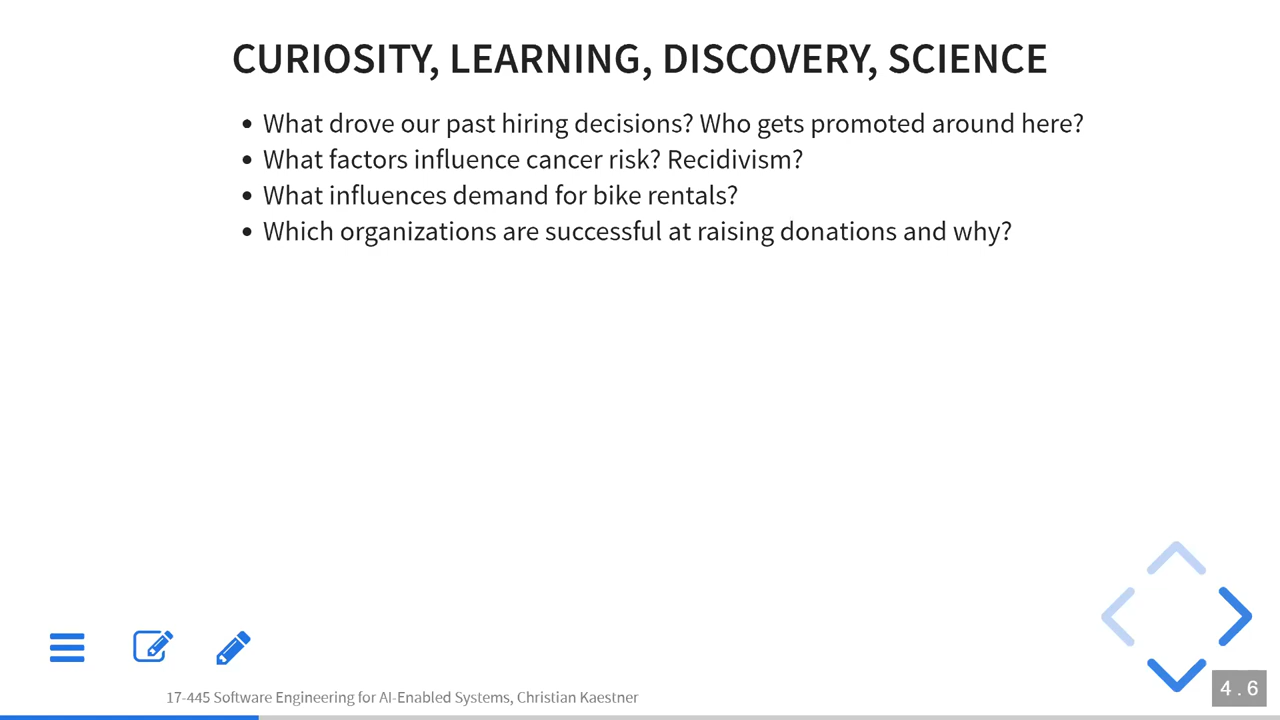 CURIOSITY, LEARNING, DISCOVERY, SCIENCE
• What drove our past hiring decisions? Who gets promoted around here?
• What factors influence cancer risk? Recidivism?
• What influences demand for bike rentals?
• Which organizations are successful at raising donations and why?
17-445 Software Engineering for AI-Enabled Systems, Christian Kaestner
4 . 6